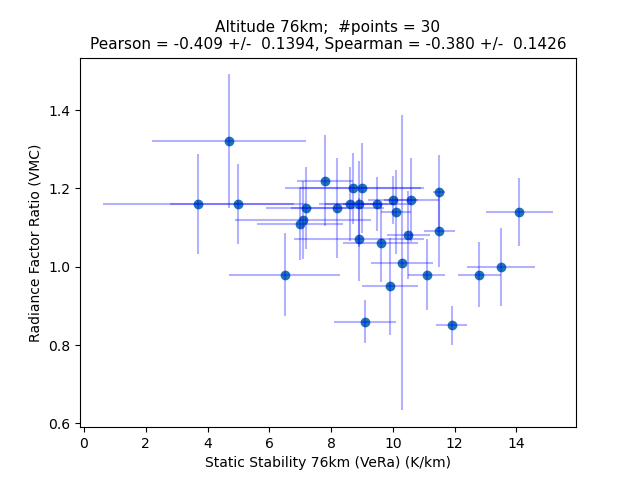 Altitude 76km;  #points = 30
Pearson = -0.409 +/-  0.1394, Spearman = -0.380 +/-  0.1426
Radiance Factor Ratio (VMC)
1.4
1.2
1.0
0.8
0.6
0 2 4 6 8 10 12 14
Static Stability 76km (VeRa) (K/km)